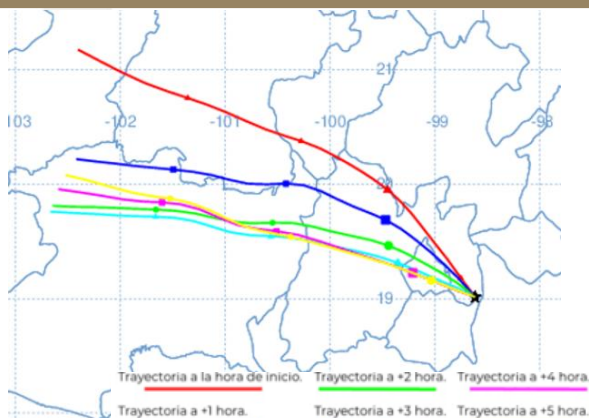 21
-103 -102 -101 -100 -99 -98
20
19
Trayectoria a la hora de inicio. Trayectoria a +2 hora. Trayectoria a +4 hora.
Trayectoria a +1 hora. Trayectoria a +3 hora. Trayectoria a +5 hora.